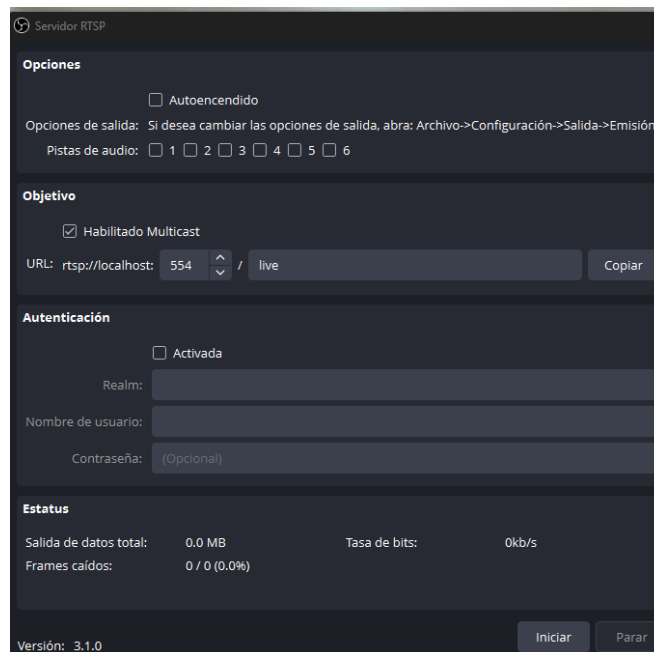 Servidor RTSP
Opciones
Autoencendido
Opciones de salida: Si desea cambiar las opciones de salida, abra: Archivo->Configuración->Salida->Emisión
Pistas de audio: 1 2 3 4 5 6
Objetivo
Habilitado Multicast
URL: rtsp://localhost: 554 / live Copiar
Autenticación
Activada
Realm:
Nombre de usuario:
Contraseña: (Opcional)
Estatus
Salida de datos total: 0.0 MB Tasa de bits: 0kb/s
Frames caídos: 0 / 0 (0.0%)
Iniciar Parar
Versión: 3.1.0